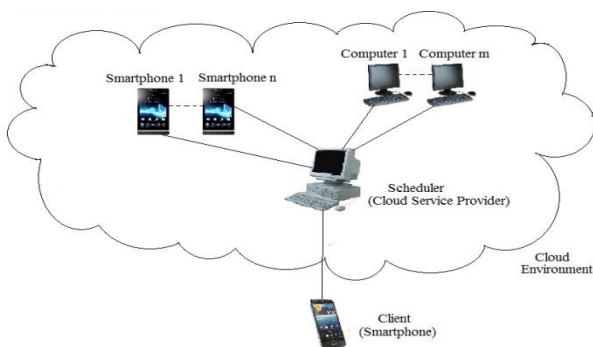 Computer 1 Computer m
Smartphone 1 Smartphone n
Scheduler
(Cloud Service Provider)
Cloud
Environment
Client
(Smartphone)